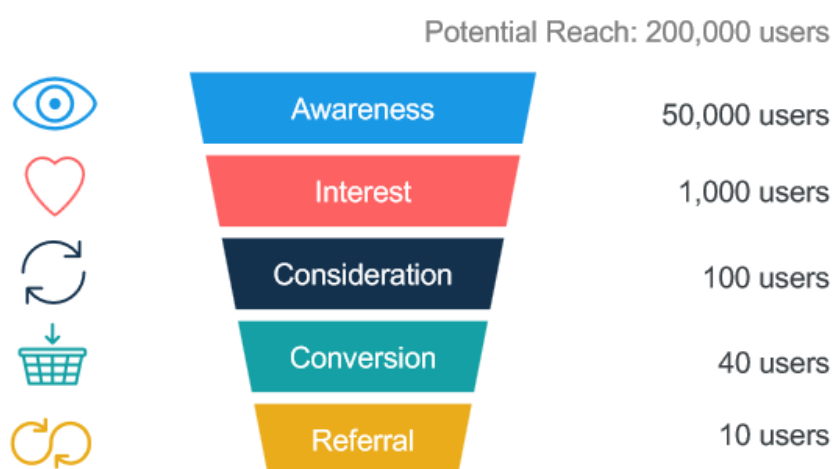 Potential Reach: 200,000 users
Awareness 50,000 users
Interest 1,000 users
Consideration 100 users
Conversion 40 users
Referral 10 users